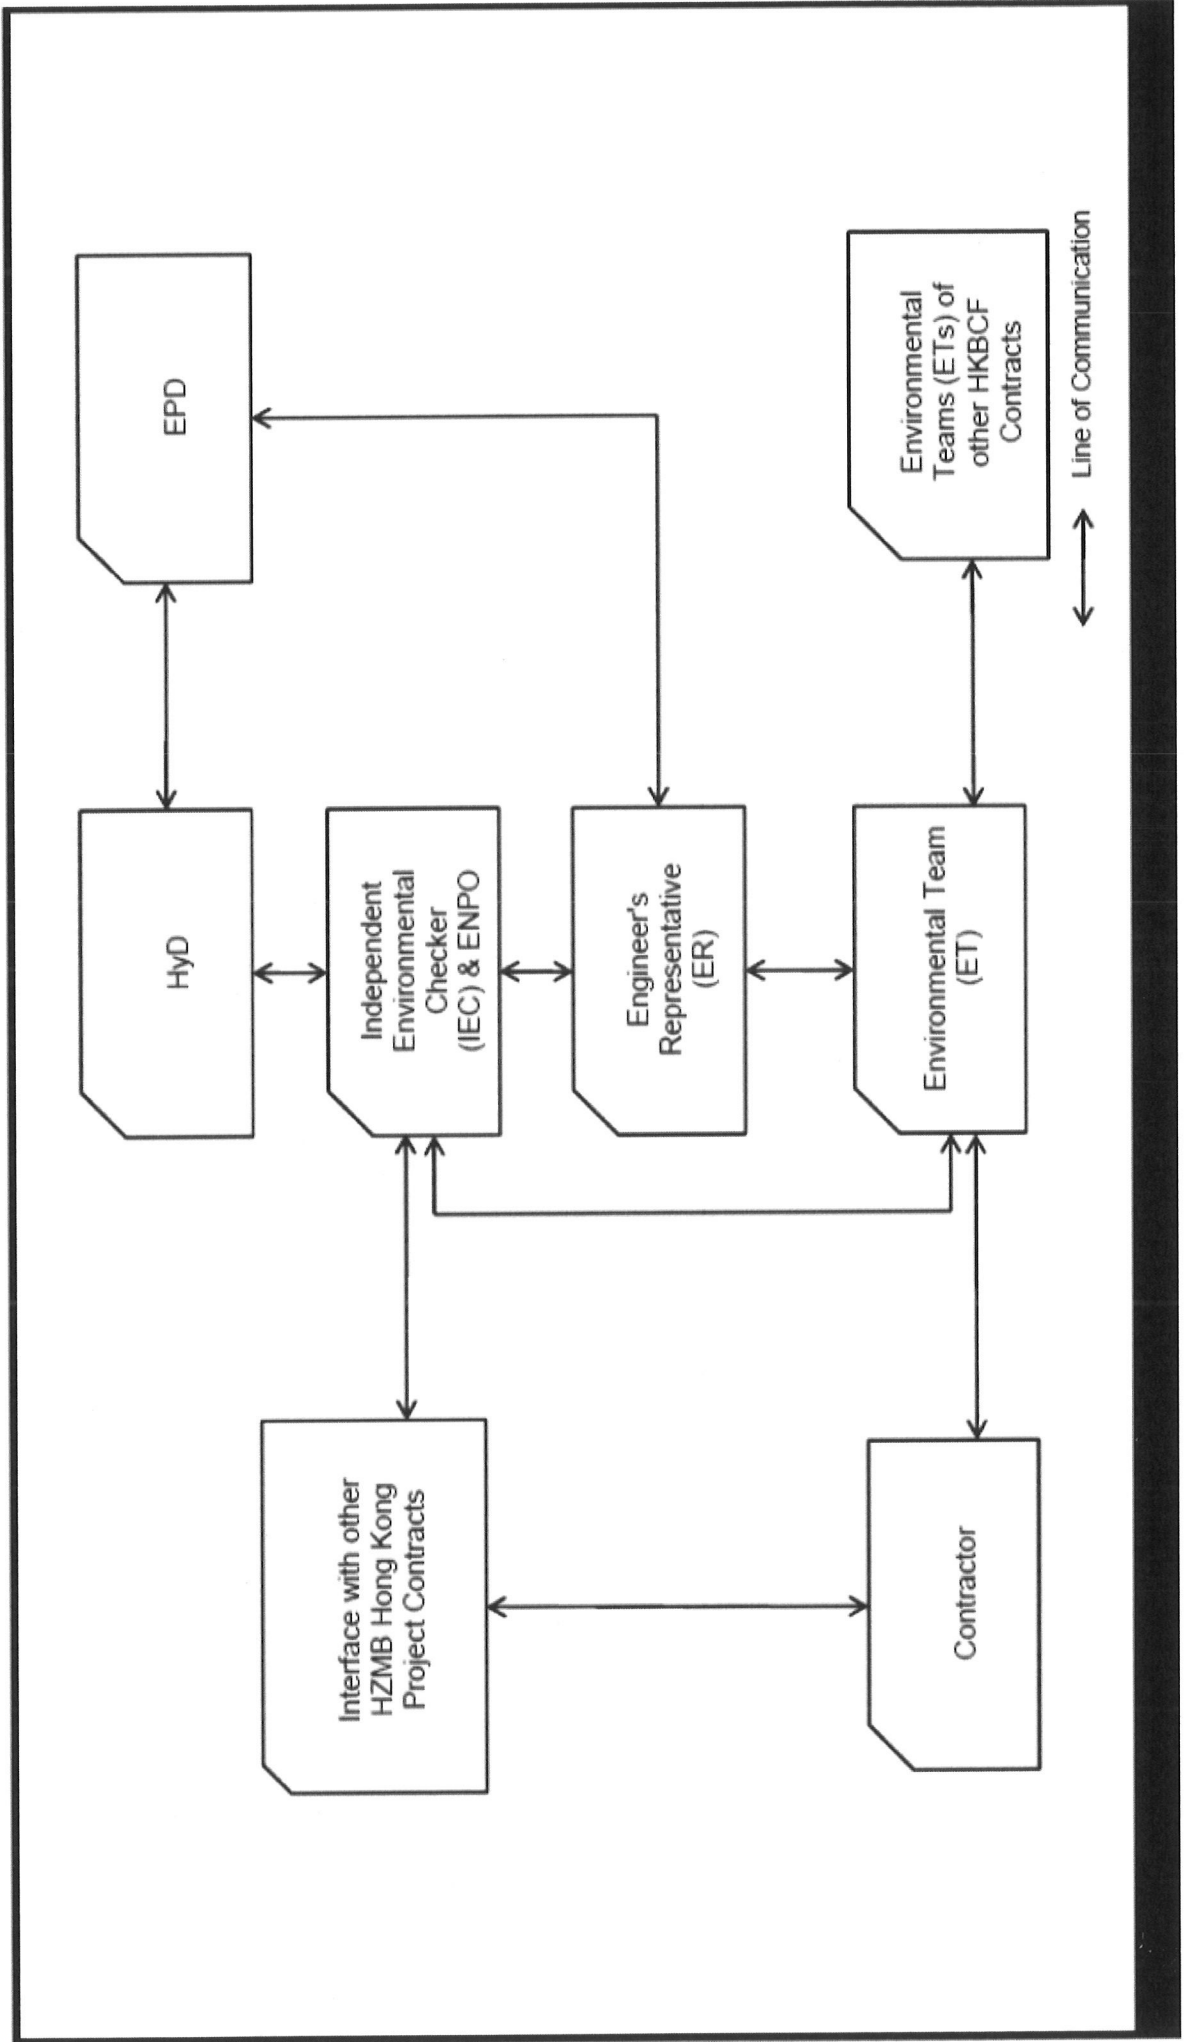 HyD
EPD
Interface with other
HZMB Hong Kong
Project Contracts
Independent
Environmental
Checker
(IEC) & ENPO
Engineer's
Representative
(ER)
Contractor
Environmental Team
(ET)
Environmental
Teams (ETs) of
other HKBCF
Contracts
Line of Communication